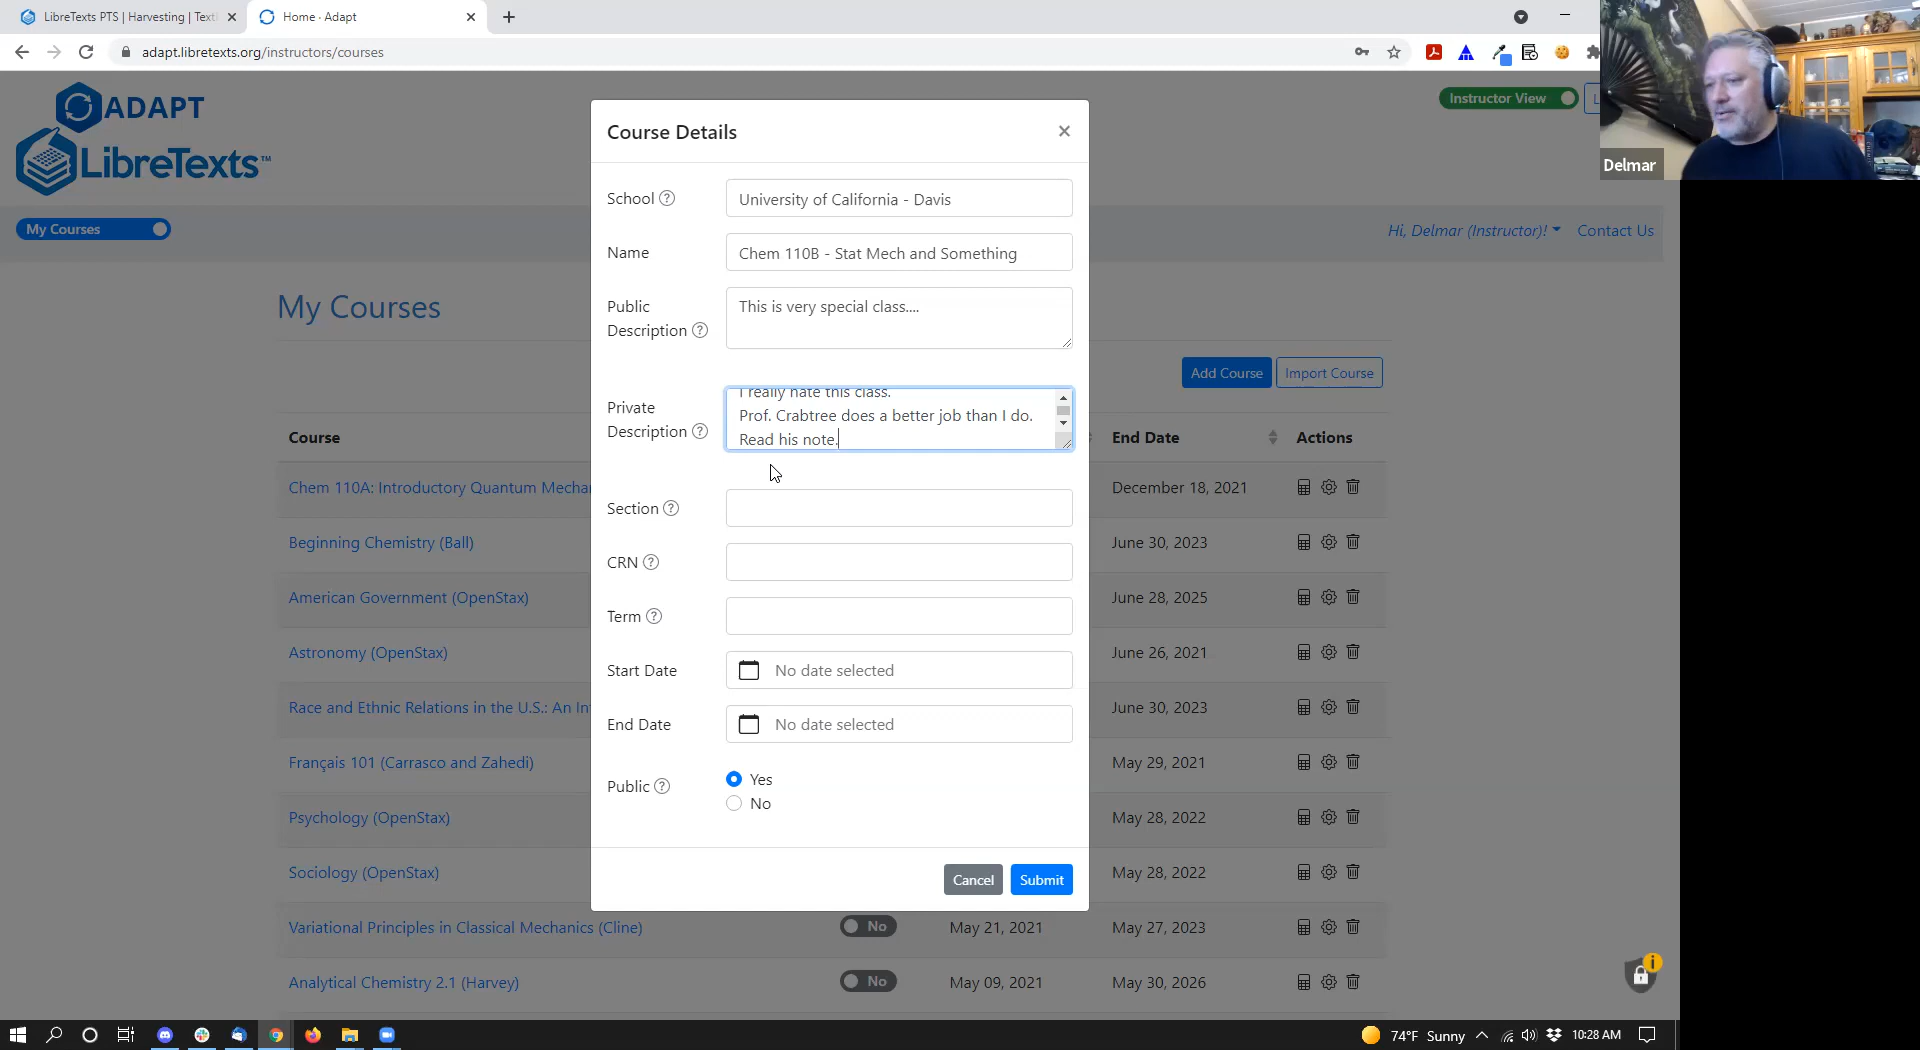 LibreTexts PTS | Harvesting | Text
Home · Adapt
adapt.libretexts.org/instructors/courses
ADAPT
LibreTexts™
Instructor View
Delmar
My Courses
Hi, Delmar (Instructor)!
Contact Us
My Courses
Add Course
Import Course
Course
End Date
Actions
Chem 110A: Introductory Quantum Mecha
December 18, 2021
Beginning Chemistry (Ball)
June 30, 2023
American Government (OpenStax)
June 28, 2025
Astronomy (OpenStax)
June 26, 2021
Race and Ethnic Relations in the U.S.: An In
June 30, 2023
Français 101 (Carrasco and Zahedi)
May 29, 2021
Psychology (OpenStax)
May 28, 2022
Sociology (OpenStax)
May 28, 2022
Variational Principles in Classical Mechanics (Cline)
No
May 21, 2021
May 27, 2023
Analytical Chemistry 2.1 (Harvey)
No
May 09, 2021
May 30, 2026
Course Details
School
University of California - Davis
Name
Chem 110B - Stat Mech and Something
Public
Description
This is very special class....
Private
Description
I really hate this class.
Prof. Crabtree does a better job than I do.
Read his note.
Section
CRN
Term
Start Date
No date selected
End Date
No date selected
Public
Yes
No
Cancel
Submit
74°F Sunny
10:28 AM